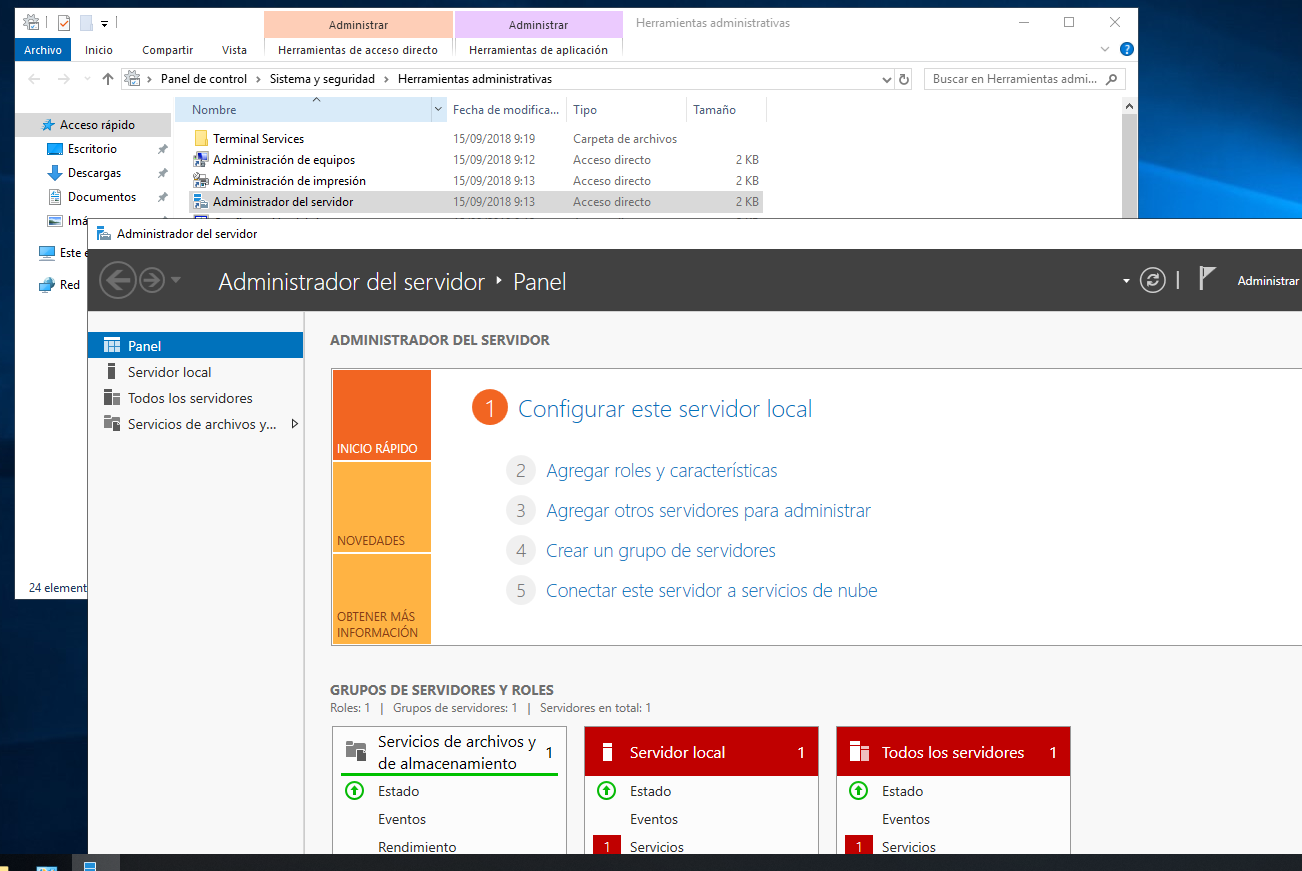 Administrar
Administrar
Herramientas administrativas
Archivo
Inicio
Compartir
Vista
Herramientas de acceso directo
Herramientas de aplicación
Panel de control
Sistema y seguridad
Herramientas administrativas
Buscar en Herramientas admi...
Nombre
Fecha de modifica...
Tipo
Tamaño
Acceso rápido
Terminal Services
15/09/2018 9:19
Carpeta de archivos
Escritorio
Administración de equipos
15/09/2018 9:12
Acceso directo
2 KB
Descargas
Administración de impresión
15/09/2018 9:13
Acceso directo
2 KB
Documentos
Administrador del servidor
15/09/2018 9:13
Acceso directo
2 KB
Imá
Este e
Red
24 element
Administrador del servidor
Administrador del servidor
Panel
Administrar
Panel
Servidor local
Todos los servidores
Servicios de archivos y...
ADMINISTRADOR DEL SERVIDOR
INICIO RÁPIDO
NOVEDADES
OBTENER MÁS
INFORMACIÓN
1 Configurar este servidor local
2 Agregar roles y características
3 Agregar otros servidores para administrar
4 Crear un grupo de servidores
5 Conectar este servidor a servicios de nube
GRUPOS DE SERVIDORES Y ROLES
Roles: 1 | Grupos de servidores: 1 | Servidores en total: 1
Servicios de archivos y
de almacenamiento
1
Estado
Eventos
Rendimiento
Servidor local 1
Estado
Eventos
1 Servicios
Todos los servidores 1
Estado
Eventos
1 Servicios